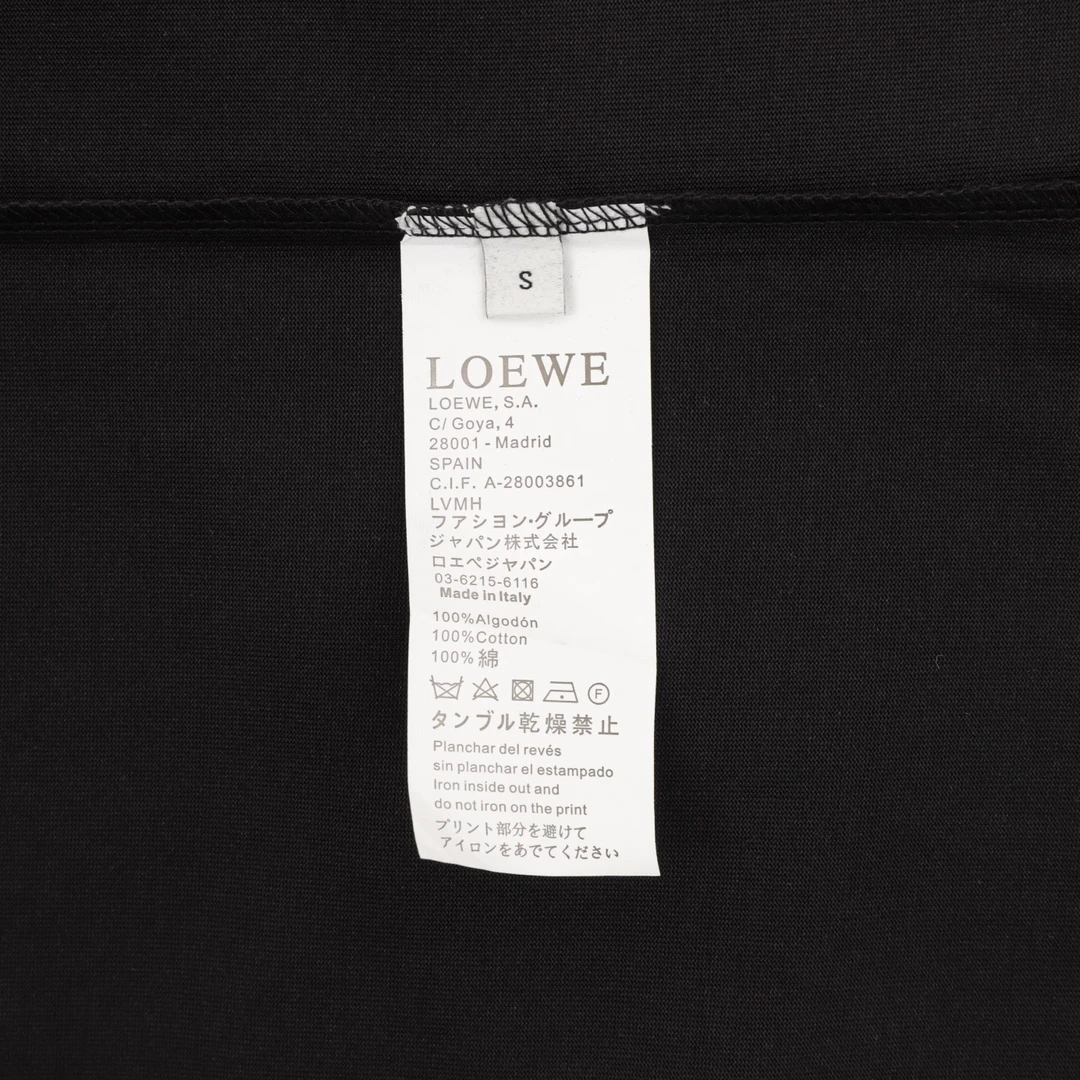 S
LOEWE
LOEWE, S.A.
C/ Goya, 4
28001 - Madrid
SPAIN
C.I.F. A-28003861
LVMH
フアシヨン・グループ
ジャパン株式会社
ロエベジャパン
03-6215-6116
Made in Italy
100%Algodón
100%Cotton
100%綿
F
タンブル乾燥禁止
Planchar del revés
sin planchar el estampado
Iron inside out and
do not iron on the print
プリント部分を避けて
アイロンをあでてください